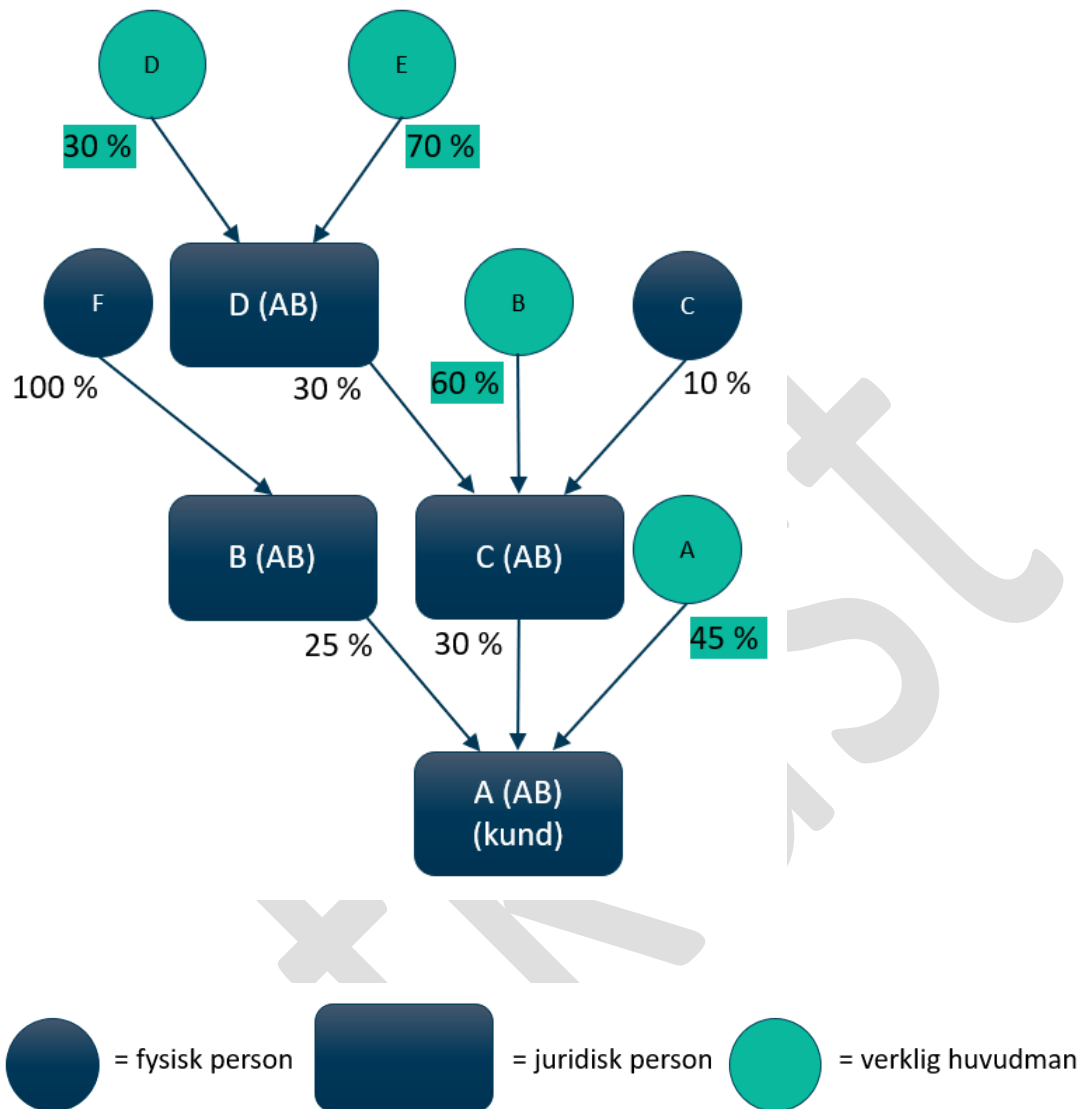 D
E
30 %
70 %
F
D (AB)
B
C
100 %
30 %
60 %
10 %
B (AB)
C (AB)
A
25 %
30 %
45 %
A (AB)
(kund)
= fysisk person
= juridisk person
= verklig huvudman